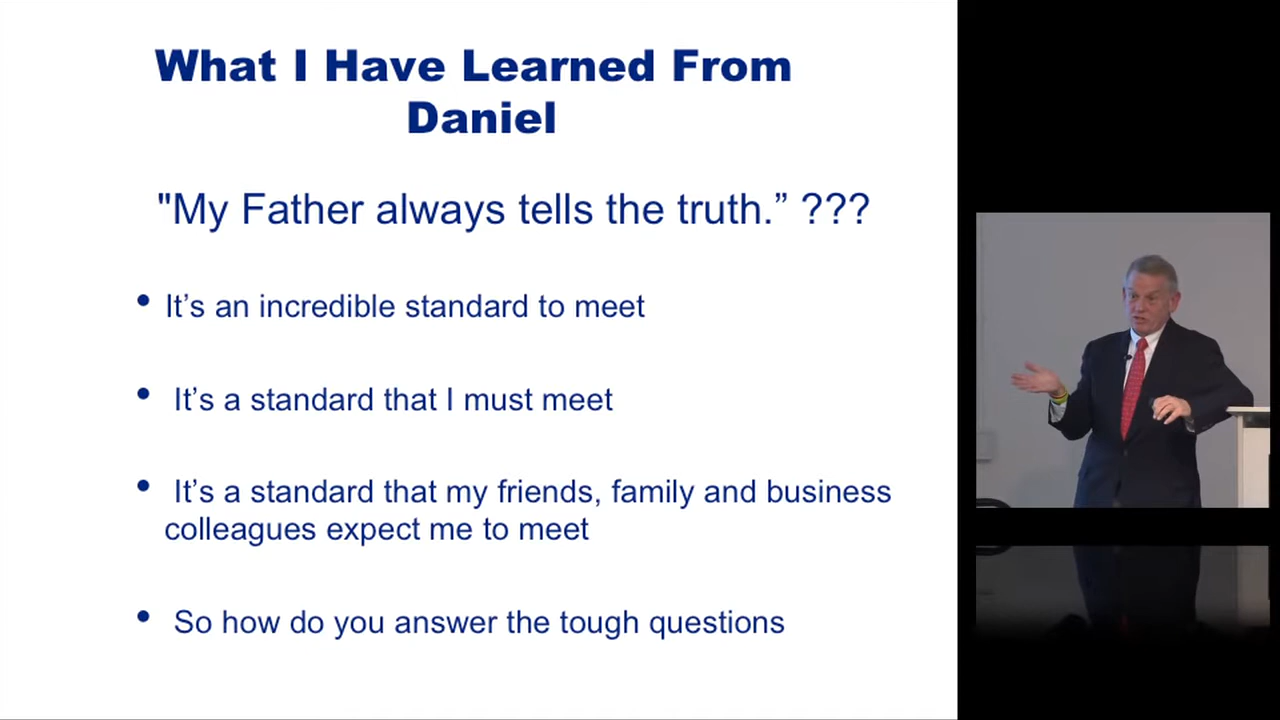 What I Have Learned From
Daniel
"My Father always tells the truth.” ???
• It’s an incredible standard to meet
• It’s a standard that I must meet
• It’s a standard that my friends, family and business
colleagues expect me to meet
• So how do you answer the tough questions